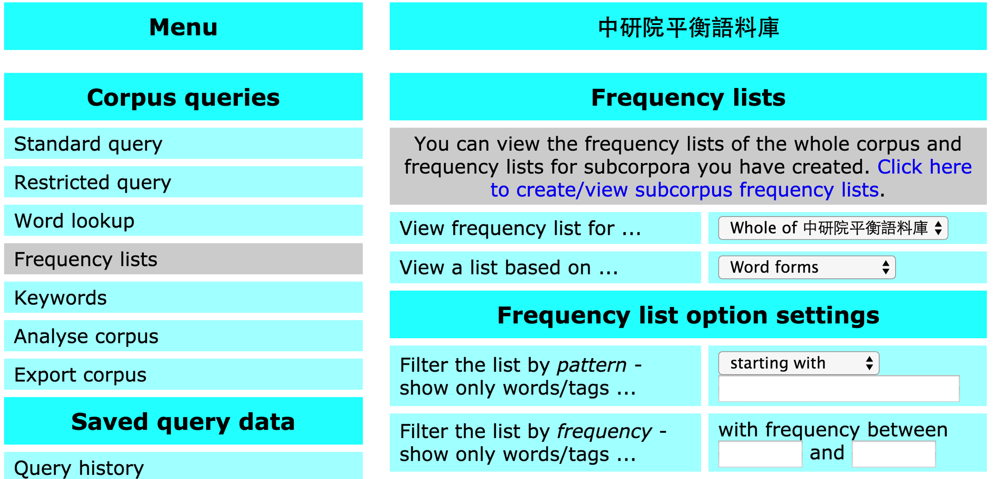 Menu
Corpus queries
Standard query
Restricted query
Word lookup
Frequency lists
Keywords
Analyse corpus
Export corpus
Saved query data
Query history
中研院平衡語料庫
Frequency lists
You can view the frequency lists of the whole corpus and
frequency lists for subcorpora you have created. Click here
to create/view subcorpus frequency lists.
View frequency list for ...
Whole of 中研院平衡語料庫
View a list based on ...
Word forms
Frequency list option settings
Filter the list by pattern -
show only words/tags ...
starting with
Filter the list by frequency -
show only words/tags ...
with frequency between
and